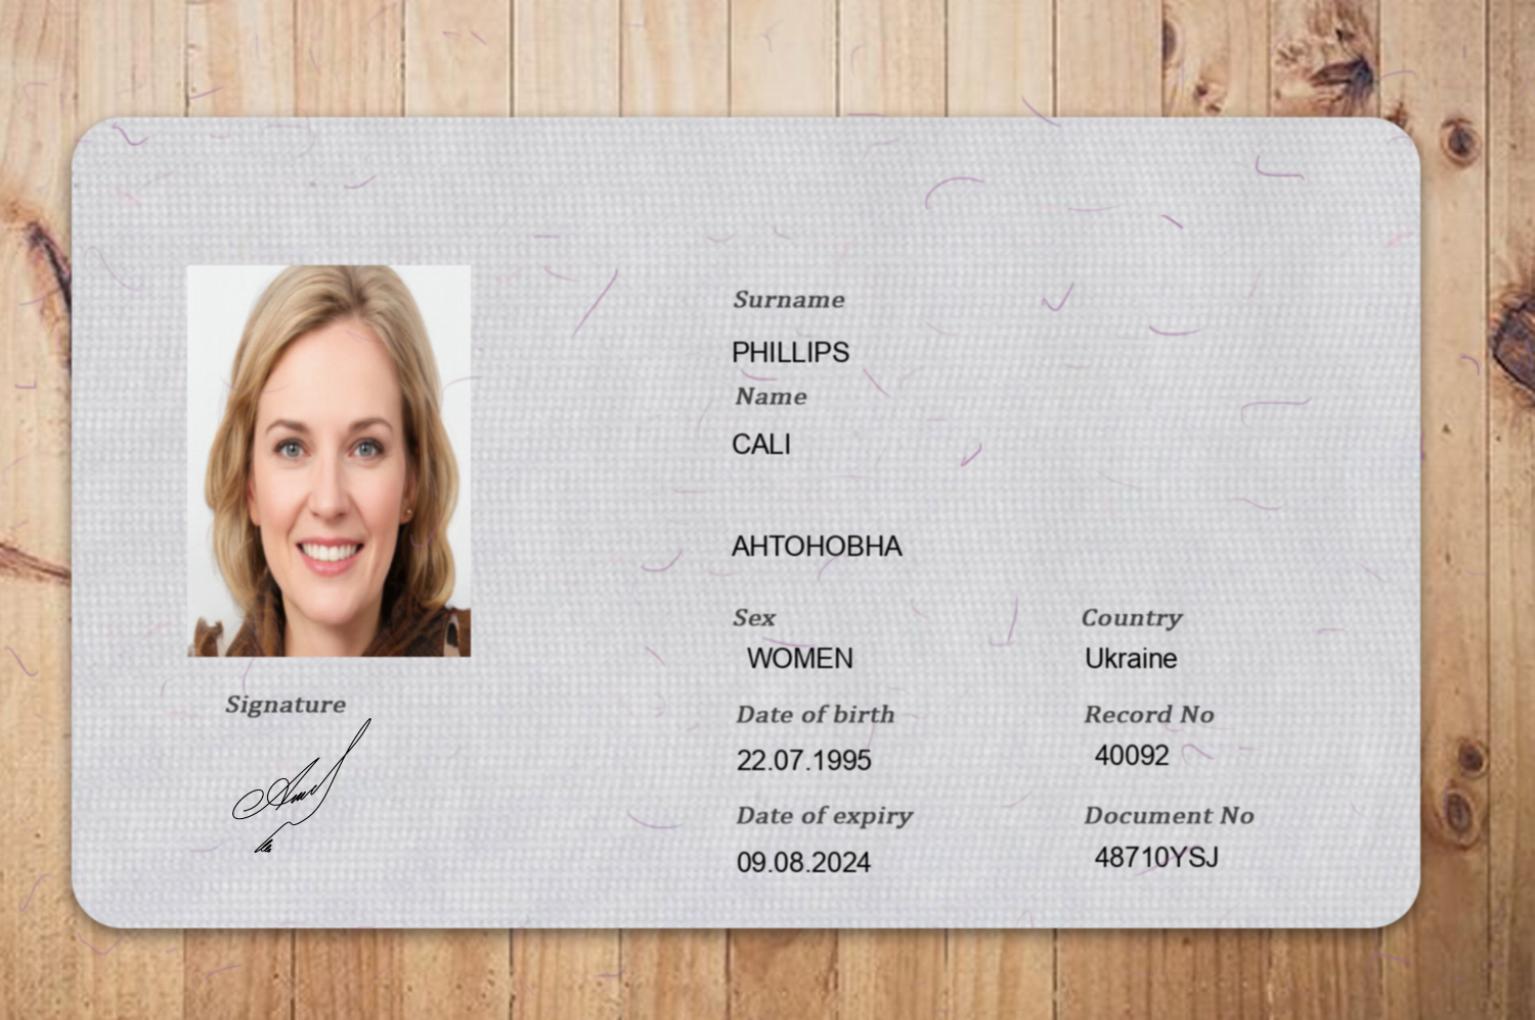 Surname
PHILLIPS
Name
CALI
AHTOHOBHA
Sex
Country
WOMEN
Ukraine
Signature
Date of birth
Record No
22.07.1995
40092
Date of expiry
Document No
09.08.2024
48710YSJ